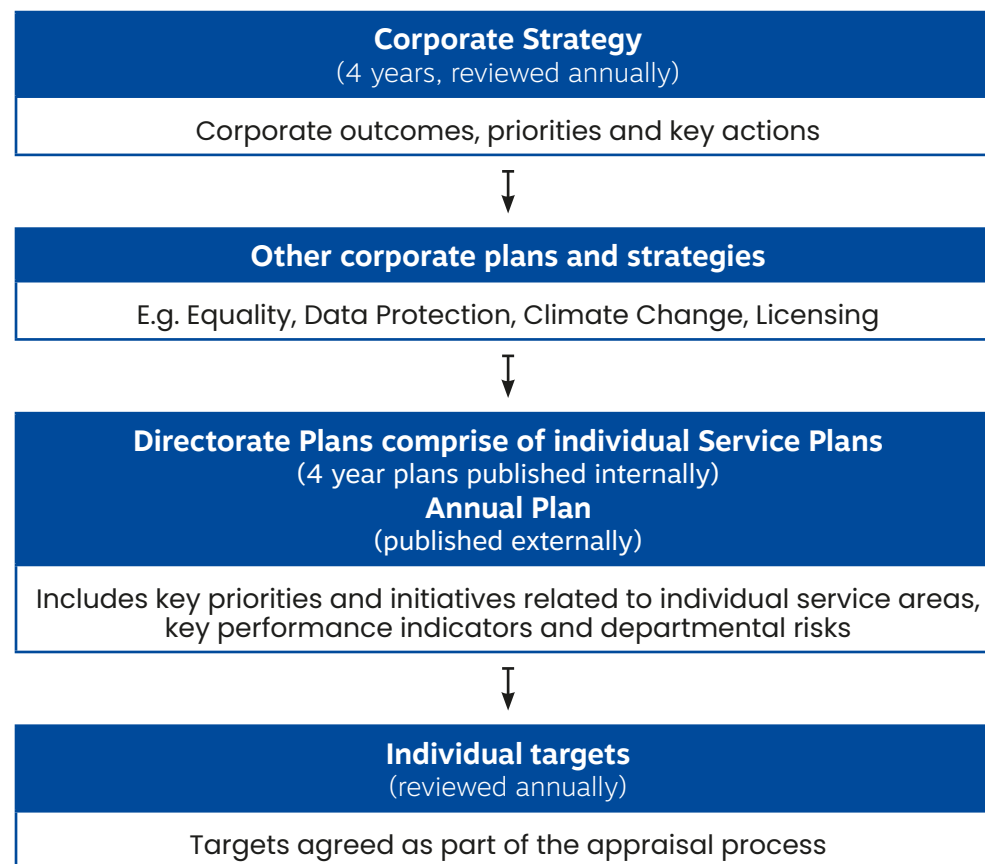 Corporate Strategy
(4 years, reviewed annually)
Corporate outcomes, priorities and key actions
Other corporate plans and strategies
E.g. Equality, Data Protection, Climate Change, Licensing
Directorate Plans comprise of individual Service Plans
(4 year plans published internally)
Annual Plan
(published externally)
Includes key priorities and initiatives related to individual service areas,
key performance indicators and departmental risks
Individual targets
(reviewed annually)
Targets agreed as part of the appraisal process